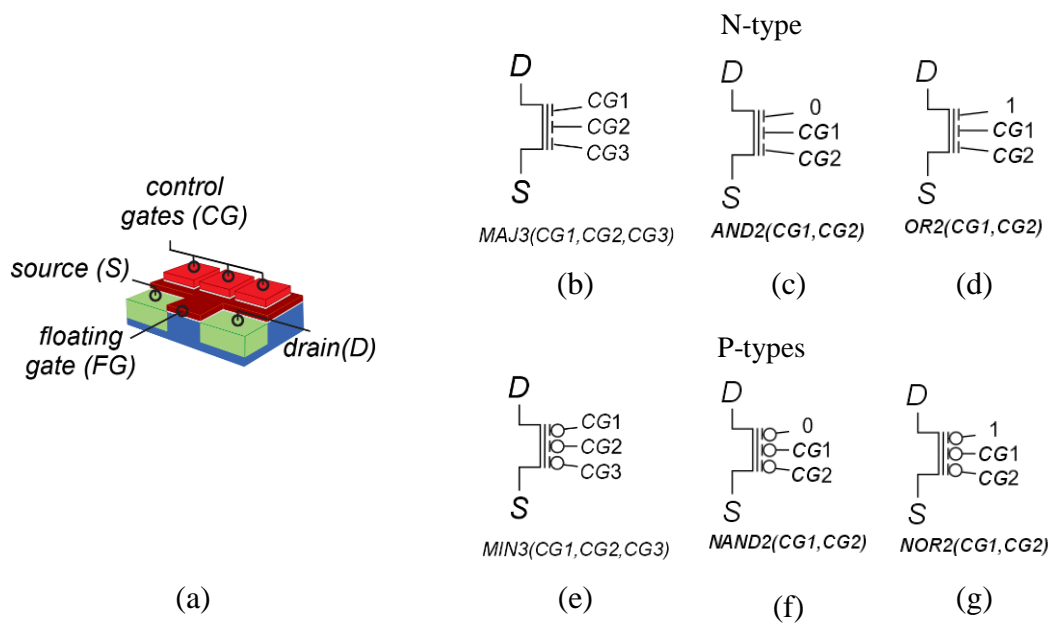 N-type
D
CG1
CG2
CG3
S
MAJ3(CG1,CG2,CG3)
(b)
D
0
CG1
CG2
S
AND2(CG1,CG2)
(c)
D
1
CG1
CG2
S
OR2(CG1,CG2)
(d)
control
gates (CG)
source (S)
floating
gate (FG)
drain(D)
(a)
P-types
D
CG1
CG2
CG3
S
MIN3(CG1,CG2,CG3)
(e)
D
0
CG1
CG2
S
NAND2(CG1,CG2)
(f)
D
1
CG1
CG2
S
NOR2(CG1,CG2)
(g)